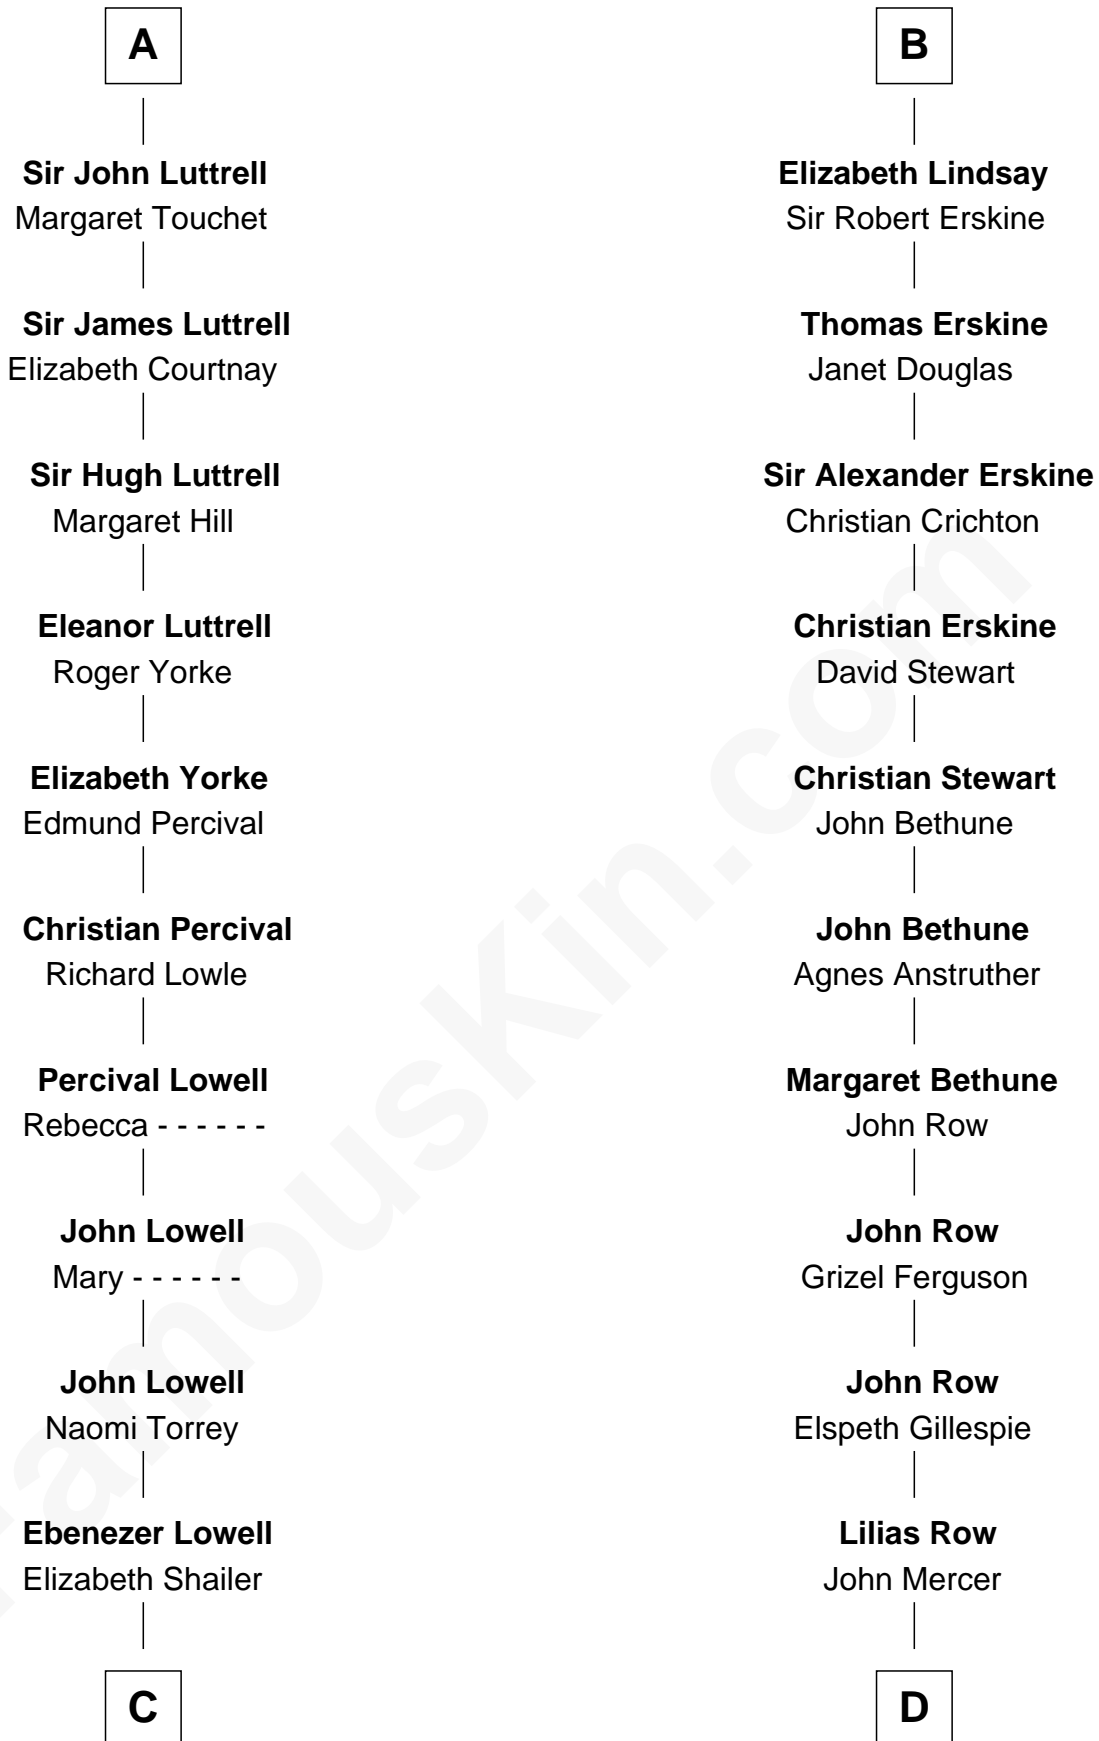 A
Sir John Luttrell
Margaret Touchet
Sir James Luttrell
Elizabeth Courtnay
Sir Hugh Luttrell
Margaret Hill
Eleanor Luttrell
Roger Yorke
Elizabeth Yorke
Edmund Percival
Christian Percival
Richard Lowle
Percival Lowell
Rebecca - - - - - -
John Lowell
Mary - - - - - -
John Lowell
Naomi Torrey
Ebenezer Lowell
Elizabeth Shailer
C
B
Elizabeth Lindsay
Sir Robert Erskine
Thomas Erskine
Janet Douglas
Sir Alexander Erskine
Christian Crichton
Christian Erskine
David Stewart
Christian Stewart
John Bethune
John Bethune
Agnes Anstruther
Margaret Bethune
John Row
John Row
Grizel Ferguson
John Row
Elspeth Gillespie
Lilias Row
John Mercer
D
FamousKin.com